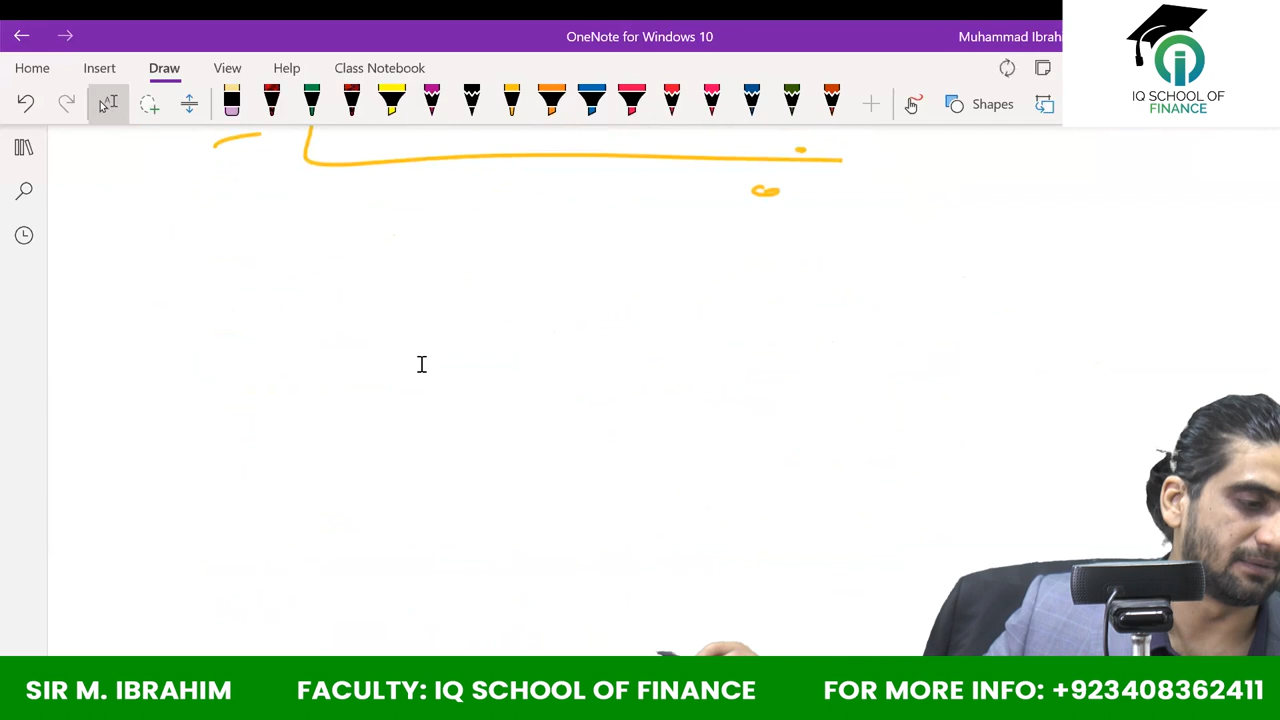 OneNote for Windows 10
Muhammad Ibrah
Home Insert Draw View Help Class Notebook
Shapes
IQ SCHOOL OF
FINANCE
SIR M. IBRAHIM FACULTY: IQ SCHOOL OF FINANCE FOR MORE INFO: +923408362411